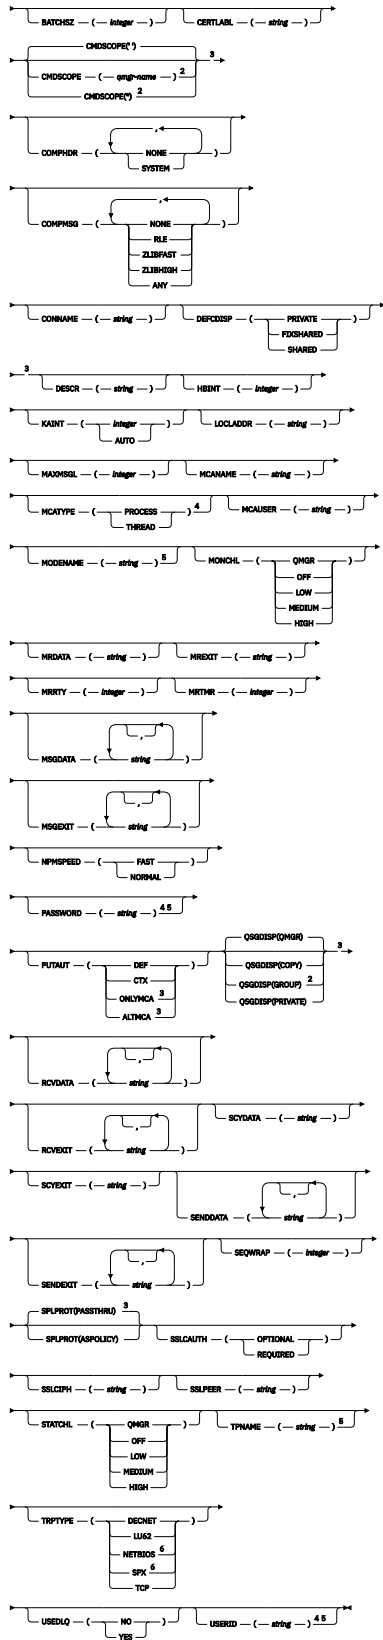 BATCHSZ — ( — integer — ) CERTLABL — ( — string — )
CMDSCOPE(' ') 3
CMDSCOPE — ( — qmgr-name — ) 2
CMDSCOPE(*) 2
,
COMPHDR — ( NONE )
SYSTEM
,
COMPMSG — ( NONE )
RLE
ZLIBFAST
ZLIBHIGH
ANY
CONNAME — ( — string — ) DEFCDISP — ( PRIVATE )
FIXSHARED
SHARED
3 DESCR — ( — string — ) HBINT — ( — integer — )
KAINT — ( integer ) LOCLADDR — ( — string — )
AUTO
MAXMSGL — ( — integer — ) MCANAME — ( — string — )
MCATYPE — ( PROCESS ) 4 MCAUSER — ( — string — )
THREAD
MODENAME — ( — string — ) 5 MONCHL — ( QMGR )
OFF
LOW
MEDIUM
HIGH
MRDATA — ( — string — ) MREXIT — ( — string — )
MRRTY — ( — integer — ) MRTMR — ( — integer — )
,
MSGDATA — ( string )
,
MSGEXIT — ( string )
NPMSPEED — ( FAST )
NORMAL
PASSWORD — ( — string — ) 4 5
QSGDISP(QMGR) 3
PUTAUT — ( DEF ) QSGDISP(COPY)
CTX QSGDISP(GROUP) 2
ONLYMCA 3 QSGDISP(PRIVATE)
ALTMCA 3
,
RCVDATA — ( string )
,
RCVEXIT — ( string ) SCYDATA — ( — string — )
SCYEXIT — ( — string — ) ,
SENDDATA — ( string )
,
SENDEXIT — ( string ) SEQWRAP — ( — integer — )
SPLPROT(PASSTHRU) 3
SPLPROT(ASPOLICY) SSLCAUTH — ( OPTIONAL )
REQUIRED
SSLCIPH — ( — string — ) SSLPEER — ( — string — )
STATCHL — ( QMGR ) TPNAME — ( — string — ) 5
OFF
LOW
MEDIUM
HIGH
TRPTYPE — ( DECNET )
LU62
NETBIOS 6
SPX 6
TCP
USEDLQ — ( NO ) USERID — ( — string — ) 4 5
YES